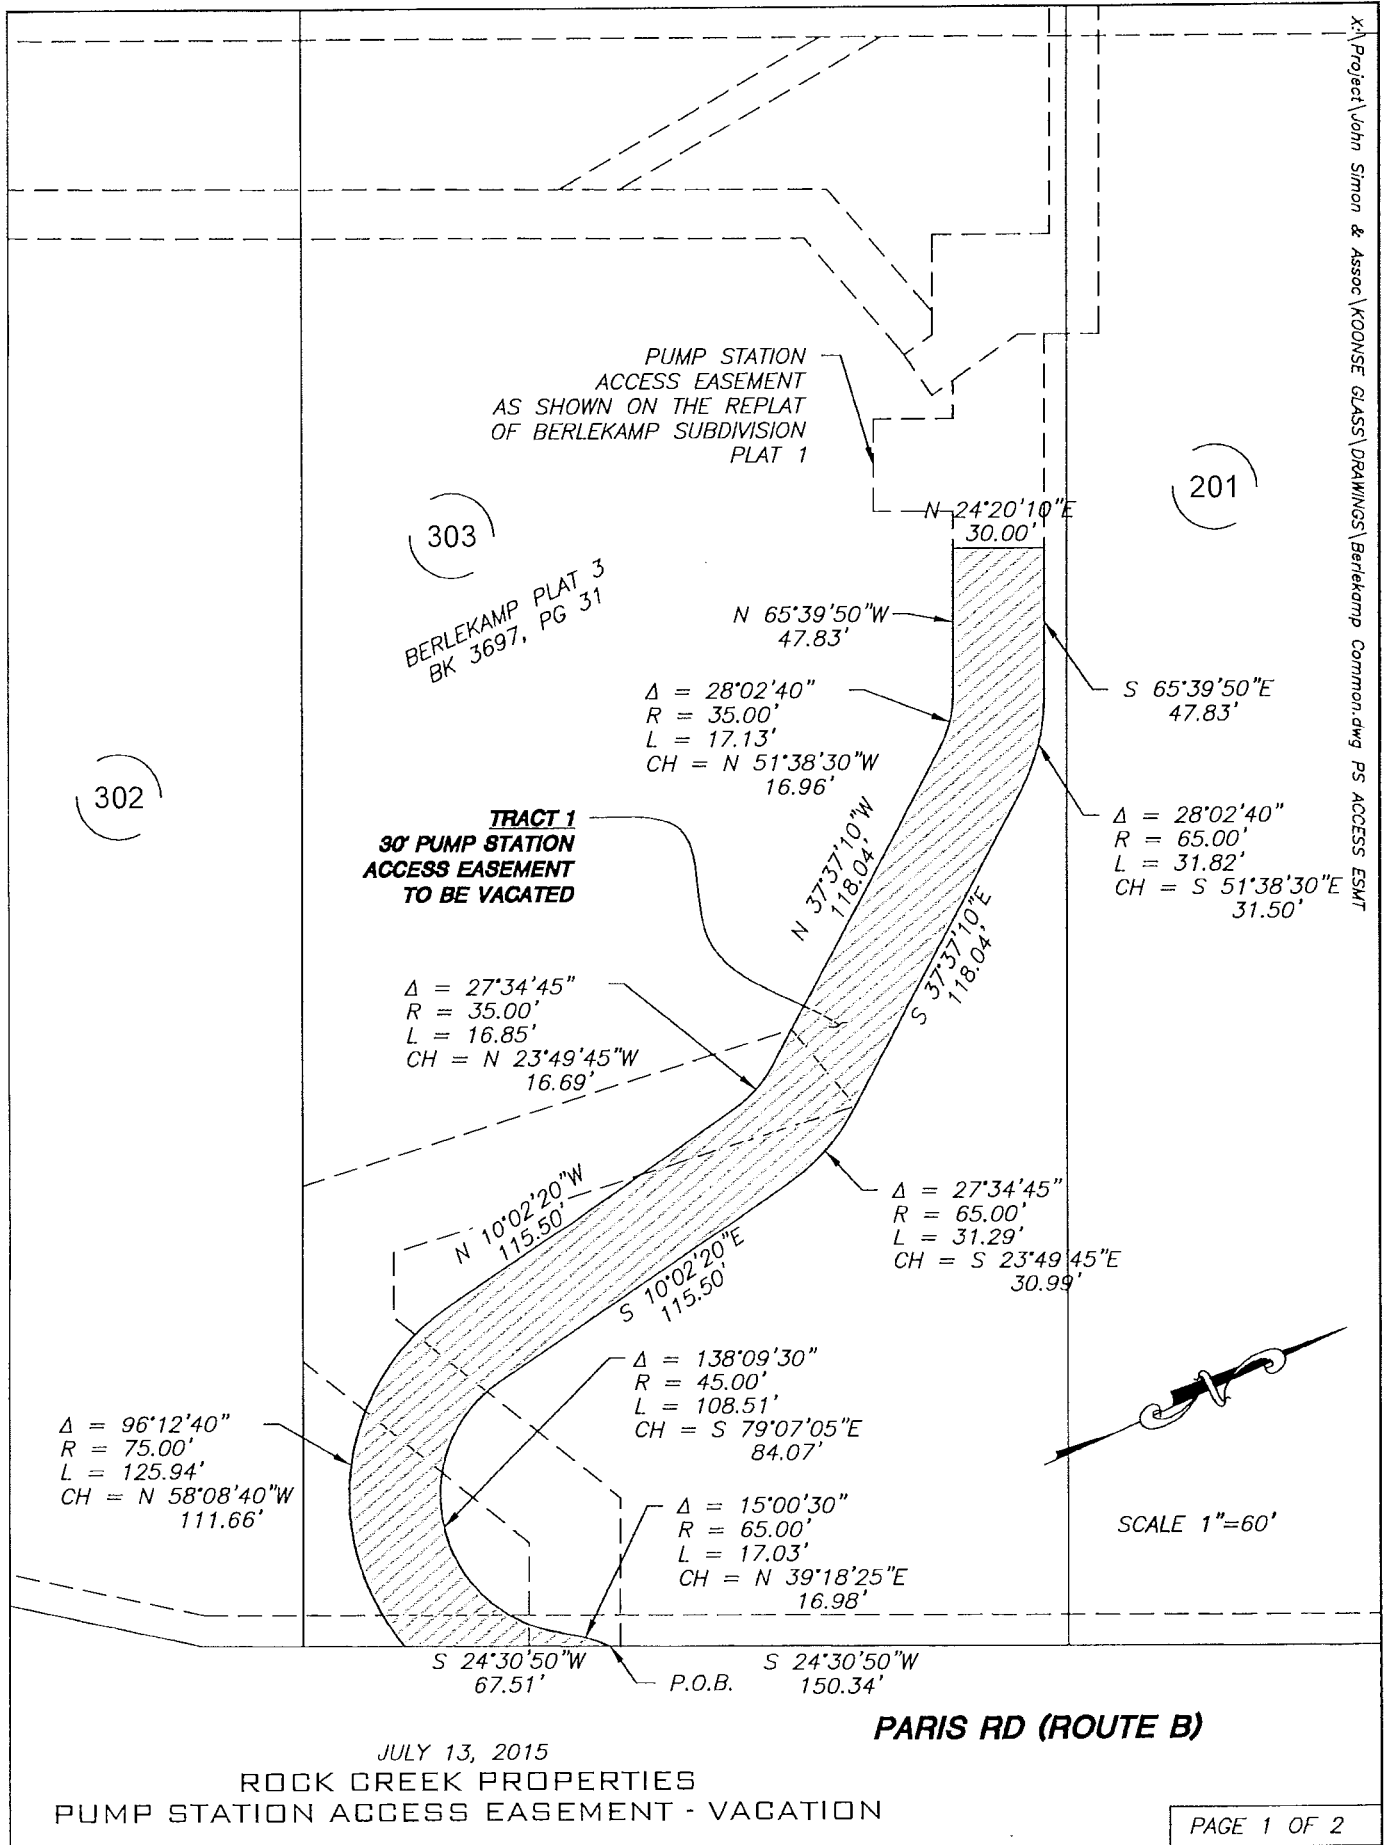 X:\Project\John Simon & Assoc\KOONSE GLASS\DRAWINGS\Berlekamp Common.dwg PS ACCESS ESMT
PUMP STATION
ACCESS EASEMENT
AS SHOWN ON THE REPLAT
OF BERLEKAMP SUBDIVISION
PLAT 1
201
303
N 24°20'10"E
30.00'
BERLEKAMP PLAT 3
BK 3697, PG 31
N 65°39'50"W
47.83'
S 65°39'50"E
47.83'
Δ = 28°02'40"
R = 35.00'
L = 17.13'
CH = N 51°38'30"W
16.96'
302
TRACT 1
30' PUMP STATION
ACCESS EASEMENT
TO BE VACATED
N 37°37'10"W
118.04'
Δ = 28°02'40"
R = 65.00'
L = 31.82'
CH = S 51°38'30"E
31.50'
S 37°37'10"E
118.04'
Δ = 27°34'45"
R = 35.00'
L = 16.85'
CH = N 23°49'45"W
16.69'
N 10°02'20"W
115.50'
Δ = 27°34'45"
R = 65.00'
L = 31.29'
CH = S 23°49'45"E
30.99'
S 10°02'20"E
115.50'
Δ = 138°09'30"
R = 45.00'
L = 108.51'
CH = S 79°07'05"E
84.07'
Δ = 96°12'40"
R = 75.00'
L = 125.94'
CH = N 58°08'40"W
111.66'
Δ = 15°00'30"
R = 65.00'
L = 17.03'
CH = N 39°18'25"E
16.98'
N
SCALE 1"=60'
S 24°30'50"W
67.51'
P.O.B.
S 24°30'50"W
150.34'
PARIS RD (ROUTE B)
JULY 13, 2015
ROCK CREEK PROPERTIES
PUMP STATION ACCESS EASEMENT - VACATION
PAGE 1 OF 2